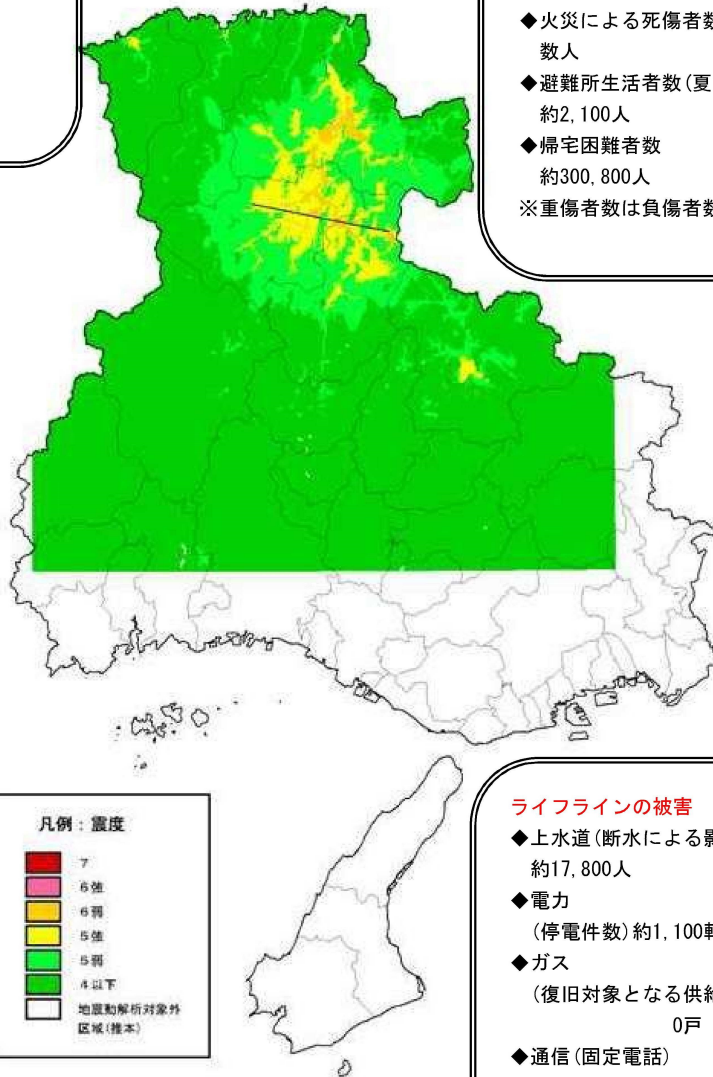 ◆火災による死傷者数
数人
◆避難所生活者数(夏
約2,100人
◆帰宅困難者数
約300,800人
※重傷者数は負傷者数
凡例：震度
7
6強
6弱
5強
5弱
4以下
地震動解析対象外
区域(推本)
ライフラインの被害
◆上水道(断水による影
約17,800人
◆電力
(停電件数)約1,100軒
◆ガス
(復旧対象となる供給
0戸
◆通信(固定電話)